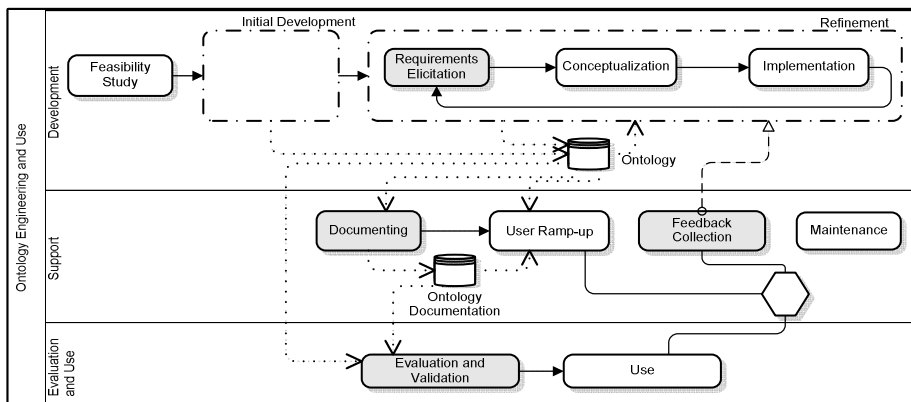 Ontology Engineering and Use
Development
Initial Development
Refinement
Feasibility
Study
Requirements
Elicitation
Conceptualization
Implementation
Ontology
Support
Documenting
User Ramp-up
Feedback
Collection
Maintenance
Ontology
Documentation
Evaluation
and Use
Evaluation and
Validation
Use